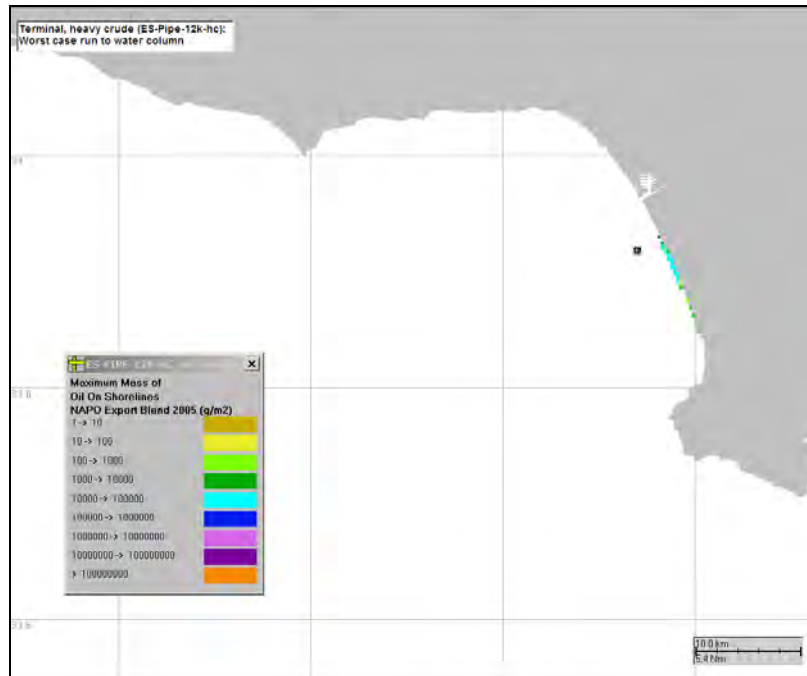 Terminal, heavy crude (ES-Pipe-12k-hc):
Worst case run to water column
Maximum Mass of
Oil On Shorelines
NAPO Export Blend 2005 (g/m2)
1-> 10
10-> 100
100-> 1000
1000-> 10000
10000-> 100000
100000-> 1000000
1000000-> 10000000
10000000-> 100000000
> 100000000
10.0 km
5.4 Nm